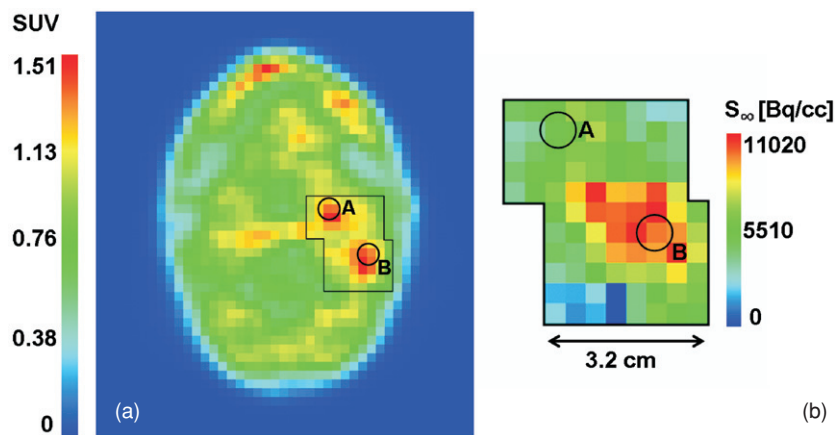 SUV
1.51
1.13
0.76
0.38
0
A
B
(a)
S∞ [Bq/cc]
11020
5510
0
A
B
3.2 cm
(b)